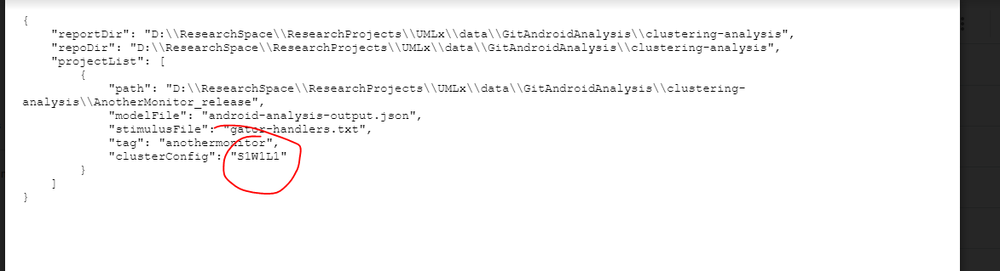 {
"reportDir": "D:\\ResearchSpace\\ResearchProjects\\UMLx\\data\\GitAndroidAnalysis\\clustering-analysis",
"repoDir": "D:\\ResearchSpace\\ResearchProjects\\UMLx\\data\\GitAndroidAnalysis\\clustering-analysis",
"projectList": [
{
"path": "D:\\ResearchSpace\\ResearchProjects\\UMLx\\data\\GitAndroidAnalysis\\clustering-
analysis\\AnotherMonitor_release",
"modelFile": "android-analysis-output.json",
"stimulusFile": "gator-handlers.txt",
"tag": "anothermonitor",
"clusterConfig": "S1W1L1"
}
]
}